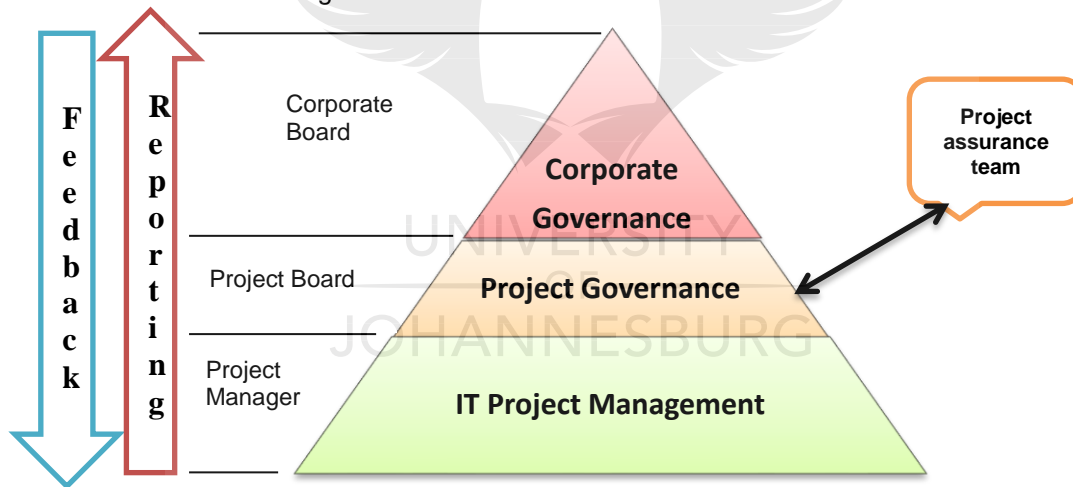 Feedback
Reporting
Corporate
Board
Corporate
Governance
Project
assurance
team
Project Board
Project Governance
Project
Manager
IT Project Management
UNIVERSITY
OF
JOHANNESBURG